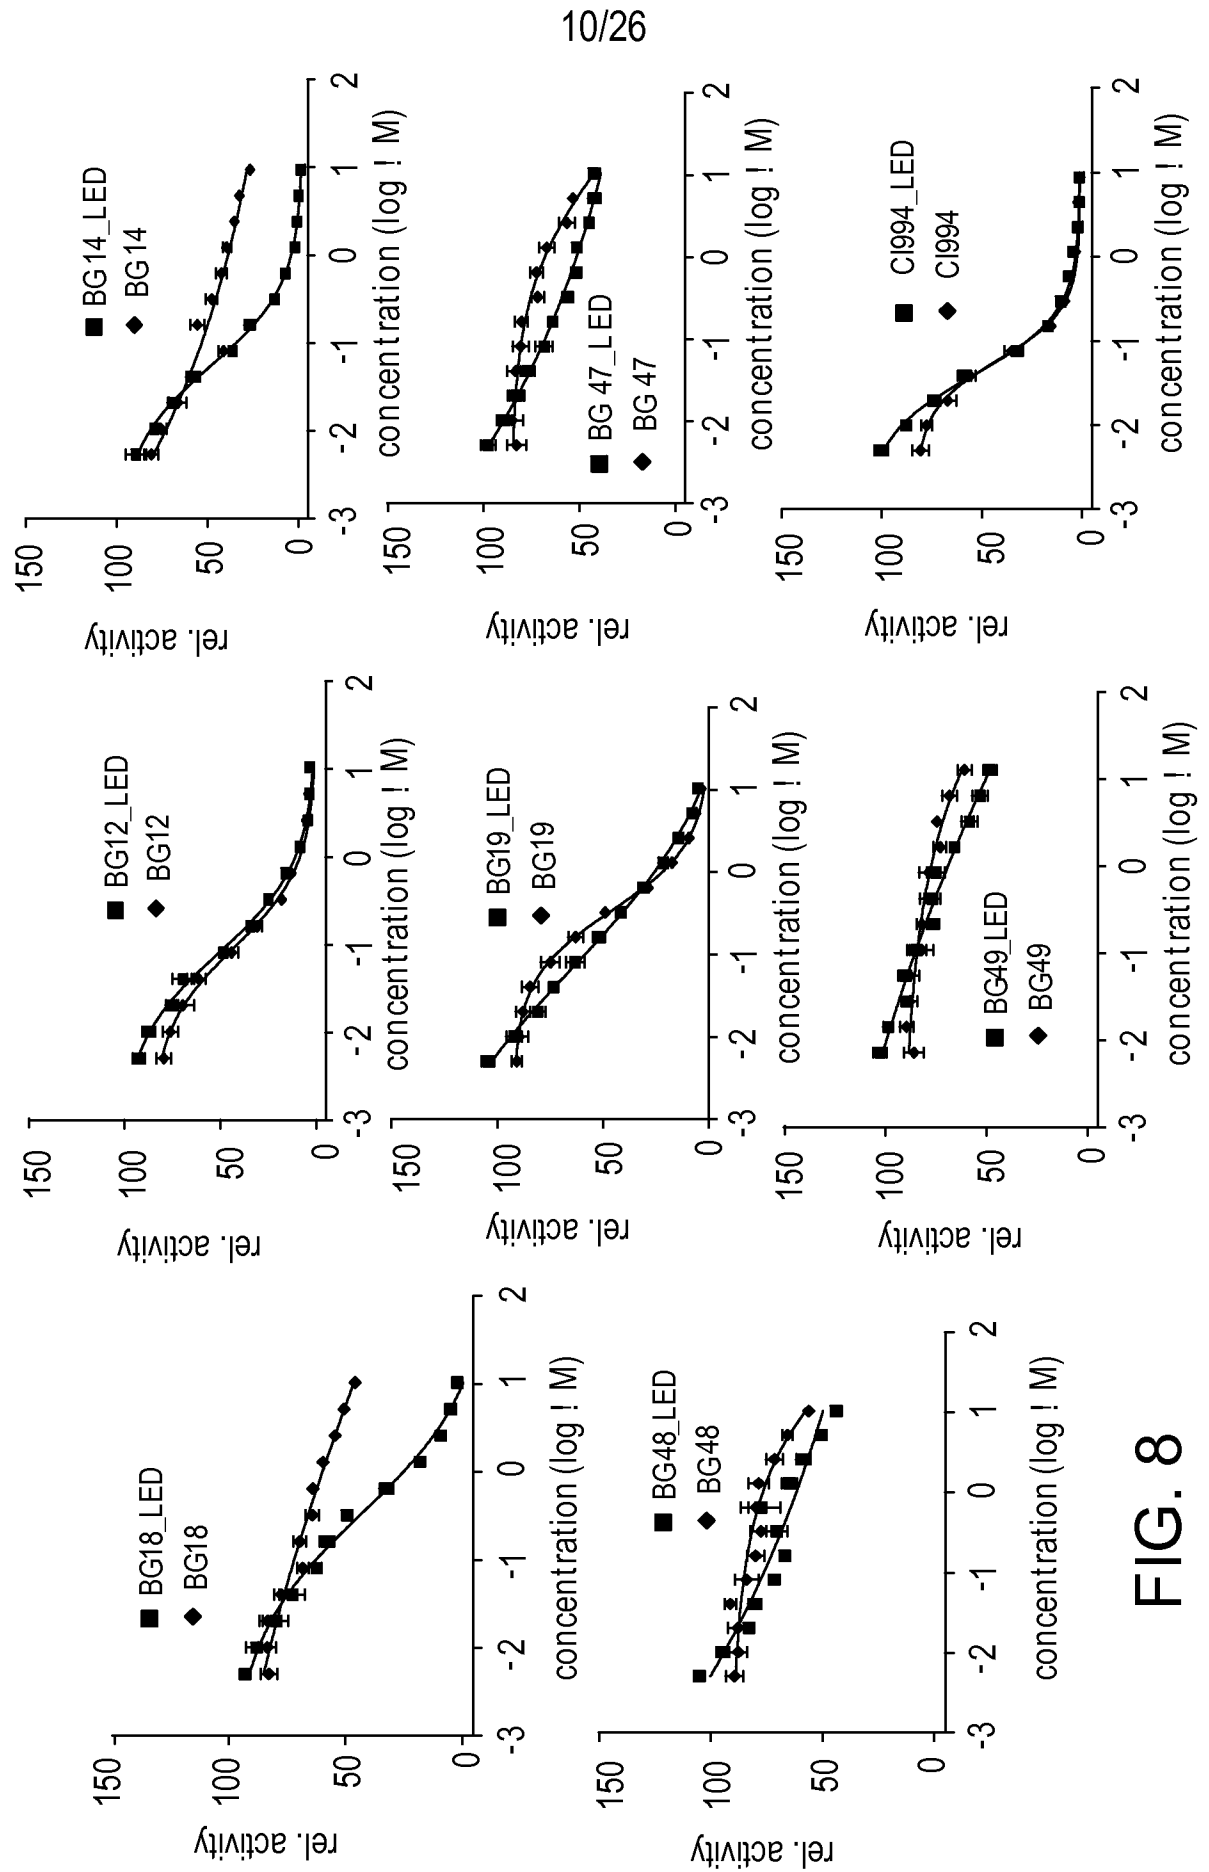 10/26
BG18_LED
BG18
150
100
50
0
rel. activity
-3
-2
-1
0
1
2
concentration (log ! M)
BG12_LED
BG12
150
100
50
0
rel. activity
-3
-2
-1
0
1
2
concentration (log ! M)
BG14_LED
BG14
150
100
50
0
rel. activity
-3
-2
-1
0
1
2
concentration (log ! M)
BG48_LED
BG48
150
100
50
0
rel. activity
-3
-2
-1
0
1
2
concentration (log ! M)
BG19_LED
BG19
150
100
50
0
rel. activity
-3
-2
-1
0
1
2
concentration (log ! M)
BG 47_LED
BG 47
150
100
50
0
rel. activity
-3
-2
-1
0
1
2
concentration (log ! M)
BG49_LED
BG49
150
100
50
0
rel. activity
-3
-2
-1
0
1
2
concentration (log ! M)
CI994_LED
CI994
150
100
50
0
rel. activity
-3
-2
-1
0
1
2
concentration (log ! M)
FIG. 8